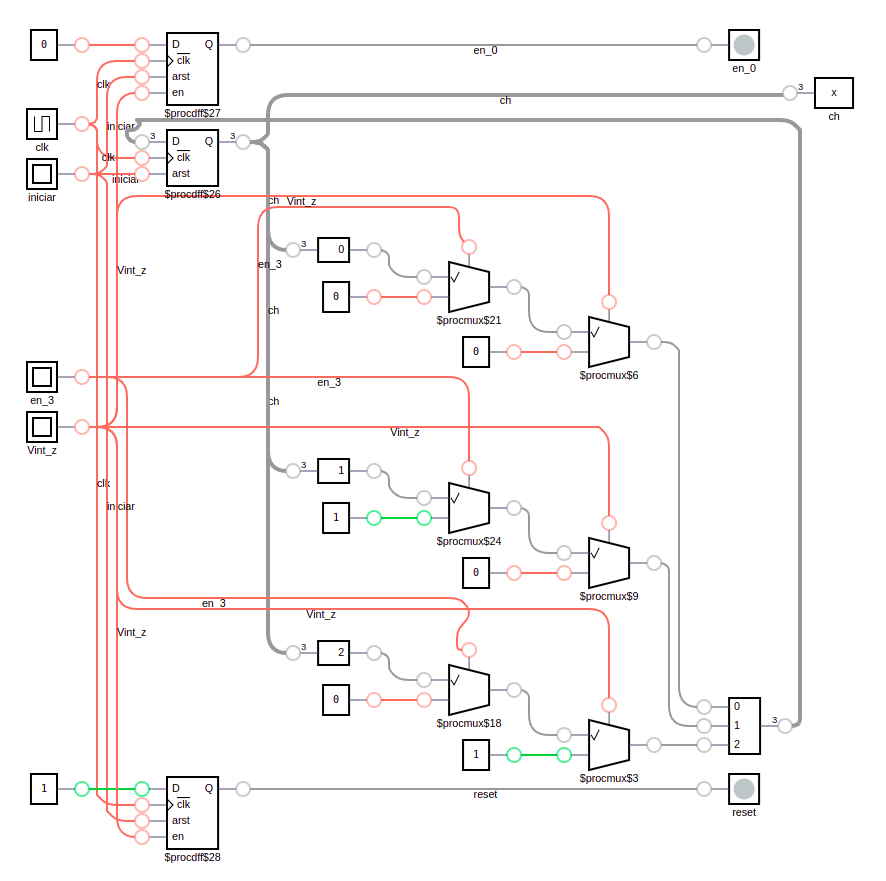 0
D Q
clk
arst
en
$procdff$27
en_0
en_0
3
x
ch
ch
clk
iniciar
clk
3
D Q
3
clk
arst
$procdff$26
clk
iniciar
iniciar
ch
Vint_z
Vint_z
en_3
3
0
0
$procmux$21
ch
0
$procmux$6
en_3
en_3
ch
Vint_z
Vint_z
3
1
1
$procmux$24
clk
iniciar
0
$procmux$9
en_3
Vint_z
Vint_z
3
2
0
$procmux$18
1
$procmux$3
0
1
2
3
1
D Q
clk
arst
en
$procdff$28
reset
reset